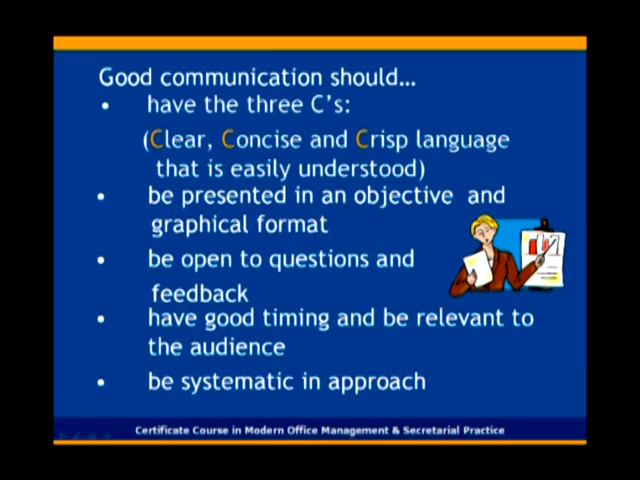 Good communication should...
• have the three C's:
(Clear, Concise and Crisp language
that is easily understood)
• be presented in an objective and
graphical format
• be open to questions and
feedback
• have good timing and be relevant to
the audience
• be systematic in approach
Certificate Course in Modern Office Management & Secretarial Practice